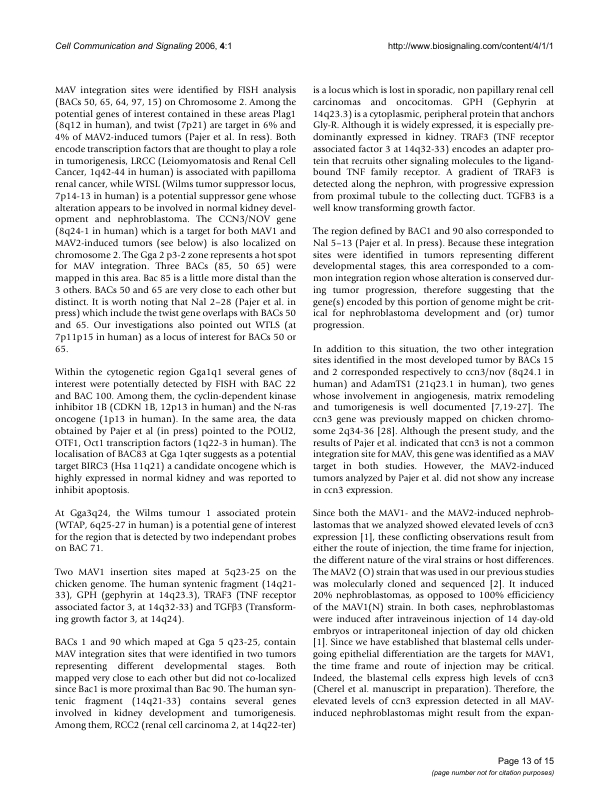 Cell Communication and Signaling 2006, 4:1
http://www.biosignaling.com/content/4/1/1
MAV integration sites were identified by FISH analysis
(BACs 50, 65, 64, 97, 15) on Chromosome 2. Among the
potential genes of interest contained in these areas Plag1
(8q12 in human), and twist (7p21) are target in 6% and
4% of MAV2-induced tumors (Pajer et al. In ress). Both
encode transcription factors that are thought to play a role
in tumorigenesis, LRCC (Leiomyomatosis and Renal Cell
Cancer, 1q42-44 in human) is associated with papilloma
renal cancer, while WTSL (Wilms tumor suppressor locus,
7p14-13 in human) is a potential suppressor gene whose
alteration appears to be involved in normal kidney devel-
opment and nephroblastoma. The CCN3/NOV gene
(8q24-1 in human) which is a target for both MAV1 and
MAV2-induced tumors (see below) is also localized on
chromosome 2. The Gga 2 p3-2 zone represents a hot spot
for MAV integration. Three BACs (85, 50 65) were
mapped in this area. Bac 85 is a little more distal than the
3 others. BACs 50 and 65 are very close to each other but
distinct. It is worth noting that Nal 2–28 (Pajer et al. in
press) which include the twist gene overlaps with BACs 50
and 65. Our investigations also pointed out WTLS (at
7p11p15 in human) as a locus of interest for BACs 50 or
65.
Within the cytogenetic region Gga1q1 several genes of
interest were potentially detected by FISH with BAC 22
and BAC 100. Among them, the cyclin-dependent kinase
inhibitor 1B (CDKN 1B, 12p13 in human) and the N-ras
oncogene (1p13 in human). In the same area, the data
obtained by Pajer et al (in press) pointed to the POU2,
OTF1, Oct1 transcription factors (1q22-3 in human). The
localisation of BAC83 at Gga 1qter suggests as a potential
target BIRC3 (Hsa 11q21) a candidate oncogene which is
highly expressed in normal kidney and was reported to
inhibit apoptosis.
At Gga3q24, the Wilms tumour 1 associated protein
(WTAP, 6q25-27 in human) is a potential gene of interest
for the region that is detected by two independant probes
on BAC 71.
Two MAV1 insertion sites maped at 5q23-25 on the
chicken genome. The human syntenic fragment (14q21-
33), GPH (gephyrin at 14q23.3), TRAF3 (TNF receptor
associated factor 3, at 14q32-33) and TGFβ3 (Transform-
ing growth factor 3, at 14q24).
BACs 1 and 90 which maped at Gga 5 q23-25, contain
MAV integration sites that were identified in two tumors
representing different developmental stages. Both
mapped very close to each other but did not co-localized
since Bac1 is more proximal than Bac 90. The human syn-
tenic fragment (14q21-33) contains several genes
involved in kidney development and tumorigenesis.
Among them, RCC2 (renal cell carcinoma 2, at 14q22-ter)
is a locus which is lost in sporadic, non papillary renal cell
carcinomas and oncocitomas. GPH (Gephyrin at
14q23.3) is a cytoplasmic, peripheral protein that anchors
Gly-R. Although it is widely expressed, it is especially pre-
dominantly expressed in kidney. TRAF3 (TNF receptor
associated factor 3 at 14q32-33) encodes an adapter pro-
tein that recruites other signaling molecules to the ligand-
bound TNF family receptor. A gradient of TRAF3 is
detected along the nephron, with progressive expression
from proximal tubule to the collecting duct. TGFB3 is a
well know transforming growth factor.
The region defined by BAC1 and 90 also corresponded to
Nal 5–13 (Pajer et al. In press). Because these integration
sites were identified in tumors representing different
developmental stages, this area corresponded to a com-
mon integration region whose alteration is conserved dur-
ing tumor progression, therefore suggesting that the
gene(s) encoded by this portion of genome might be crit-
ical for nephroblastoma development and (or) tumor
progression.
In addition to this situation, the two other integration
sites identified in the most developed tumor by BACs 15
and 2 corresponded respectively to ccn3/nov (8q24.1 in
human) and AdamTS1 (21q23.1 in human), two genes
whose involvement in angiogenesis, matrix remodeling
and tumorigenesis is well documented [7,19-27]. The
ccn3 gene was previously mapped on chicken chromo-
some 2q34-36 [28]. Although the present study, and the
results of Pajer et al. indicated that ccn3 is not a common
integration site for MAV, this gene was identified as a MAV
target in both studies. However, the MAV2-induced
tumors analyzed by Pajer et al. did not show any increase
in ccn3 expression.
Since both the MAV1- and the MAV2-induced nephrob-
lastomas that we analyzed showed elevated levels of ccn3
expression [1], these conflicting observations result from
either the route of injection, the time frame for injection,
the different nature of the viral strains or host differences.
The MAV2 (O) strain that was used in our previous studies
was molecularly cloned and sequenced [2]. It induced
20% nephroblastomas, as opposed to 100% efficiciency
of the MAV1(N) strain. In both cases, nephroblastomas
were induced after intraveinous injection of 14 day-old
embryos or intraperitoneal injection of day old chicken
[1]. Since we have established that blastemal cells under-
going epithelial differentiation are the targets for MAV1,
the time frame and route of injection may be critical.
Indeed, the blastemal cells express high levels of ccn3
(Cherel et al. manuscript in preparation). Therefore, the
elevated levels of ccn3 expression detected in all MAV-
induced nephroblastomas might result from the expan-
Page 13 of 15
(page number not for citation purposes)